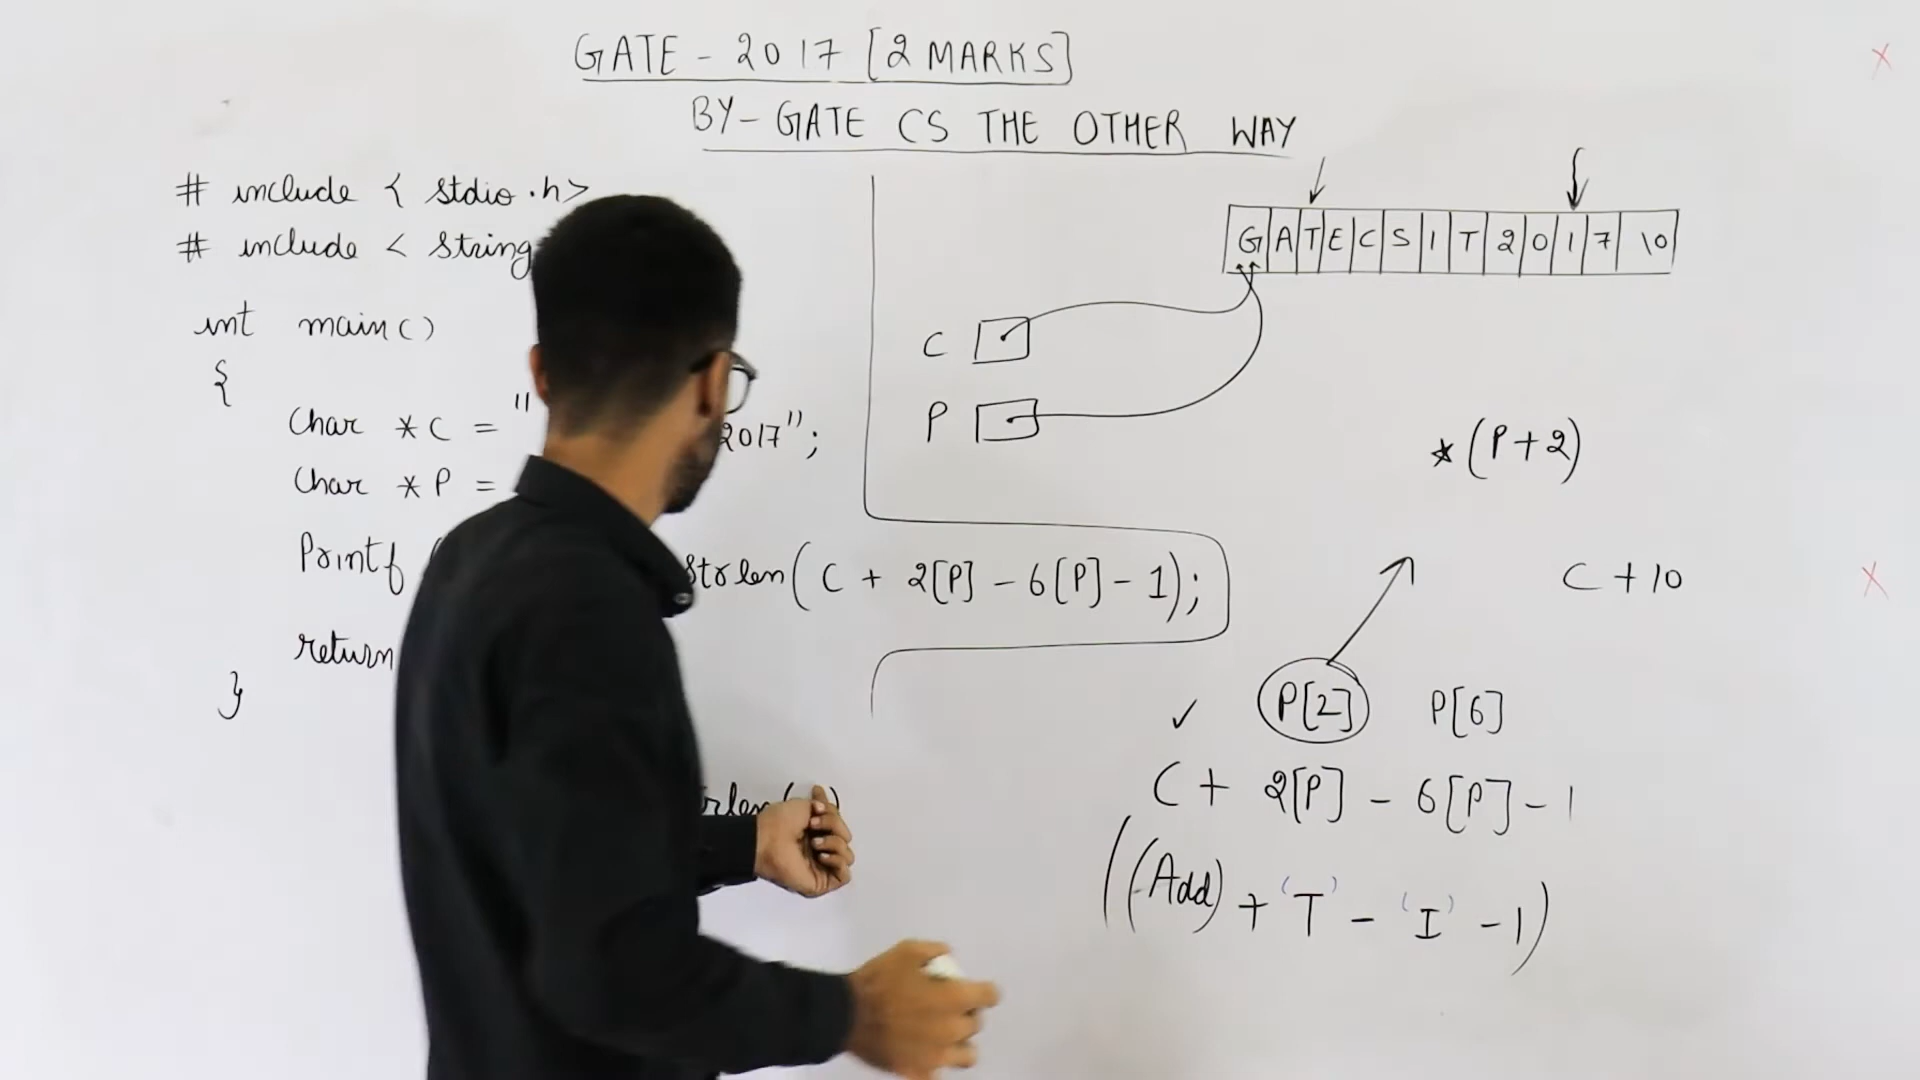 GATE - 2017 [2 MARKS]
BY- GATE CS THE OTHER WAY
# include < stdio.h>
# include < string
int main()
{
Char *C = " 2017";
Char *P =
Printf ( Strlen(C + 2[P] - 6[P] - 1);
return
}
rlen( )
G A T E C S I T 2 0 1 7 \0
C
P
*(P+2)
C + 10
✓ P[2] P[6]
C + 2[P] - 6[P] - 1
((Add) + 'T' - 'I' - 1)
X
X